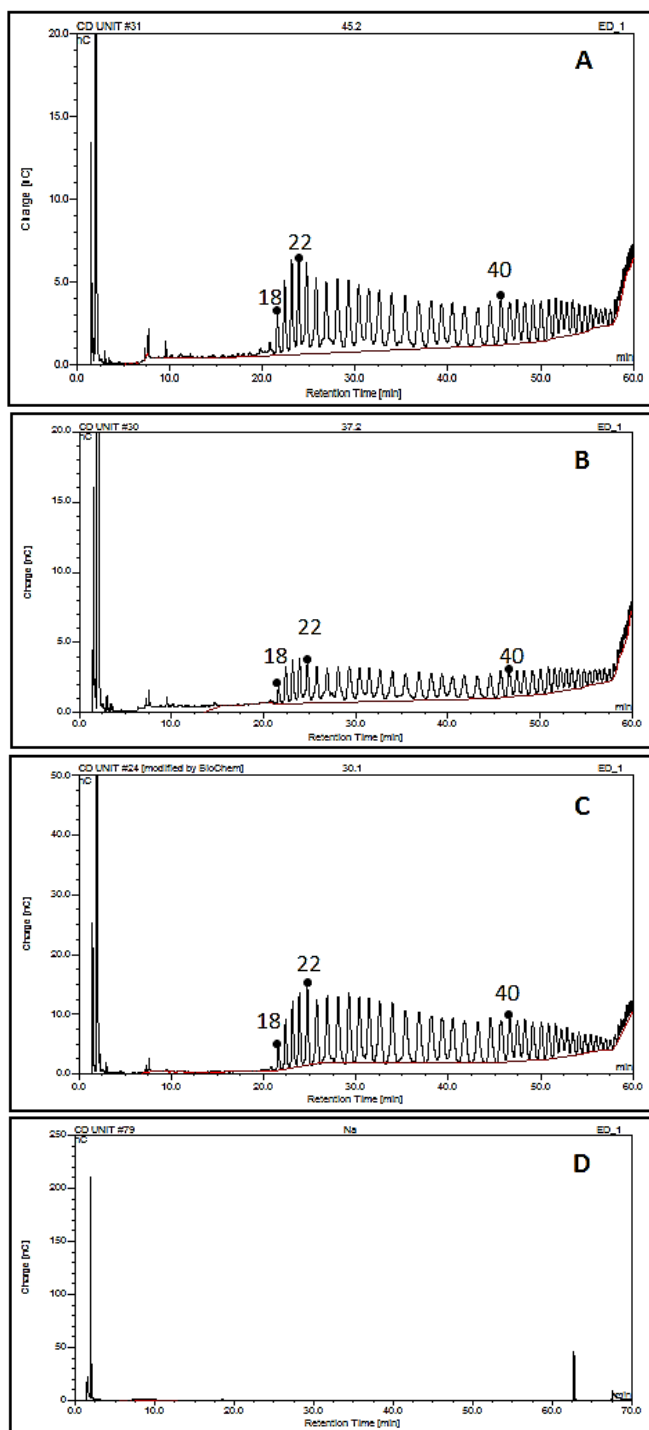 CD UNIT #31 45.2 ED_1
nC
A
20.0
15.0
10.0
5.0
0.0
Charge [nC]
18
22
40
min
0.0 10.0 20.0 30.0 40.0 50.0 60.0
Retention Time [min]
CD UNIT #30 37.2 ED_1
nC
B
20.0
15.0
10.0
5.0
0.0
Charge [nC]
18
22
40
min
0.0 10.0 20.0 30.0 40.0 50.0 60.0
Retention Time [min]
CD UNIT #24 [modified by BioChem] 30.1 ED_1
nC
C
50.0
40.0
30.0
20.0
10.0
0.0
Charge [nC]
18
22
40
min
0.0 10.0 20.0 30.0 40.0 50.0 60.0
Retention Time [min]
CD UNIT #79 Na ED_1
nC
D
250
200
150
100
50
0
Charge [nC]
min
0.0 10.0 20.0 30.0 40.0 50.0 60.0 70.0
Retention Time [min]